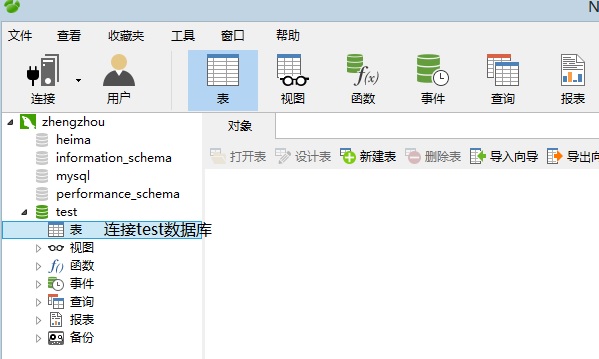 N
文件 查看 收藏夹 工具 窗口 帮助
连接 用户 表 视图 f(x) 函数 事件 查询 报表
zhengzhou
heima
information_schema
mysql
performance_schema
test
表 连接test数据库
视图
f() 函数
事件
查询
报表
备份
对象
打开表 设计表 新建表 删除表 导入向导 导出向